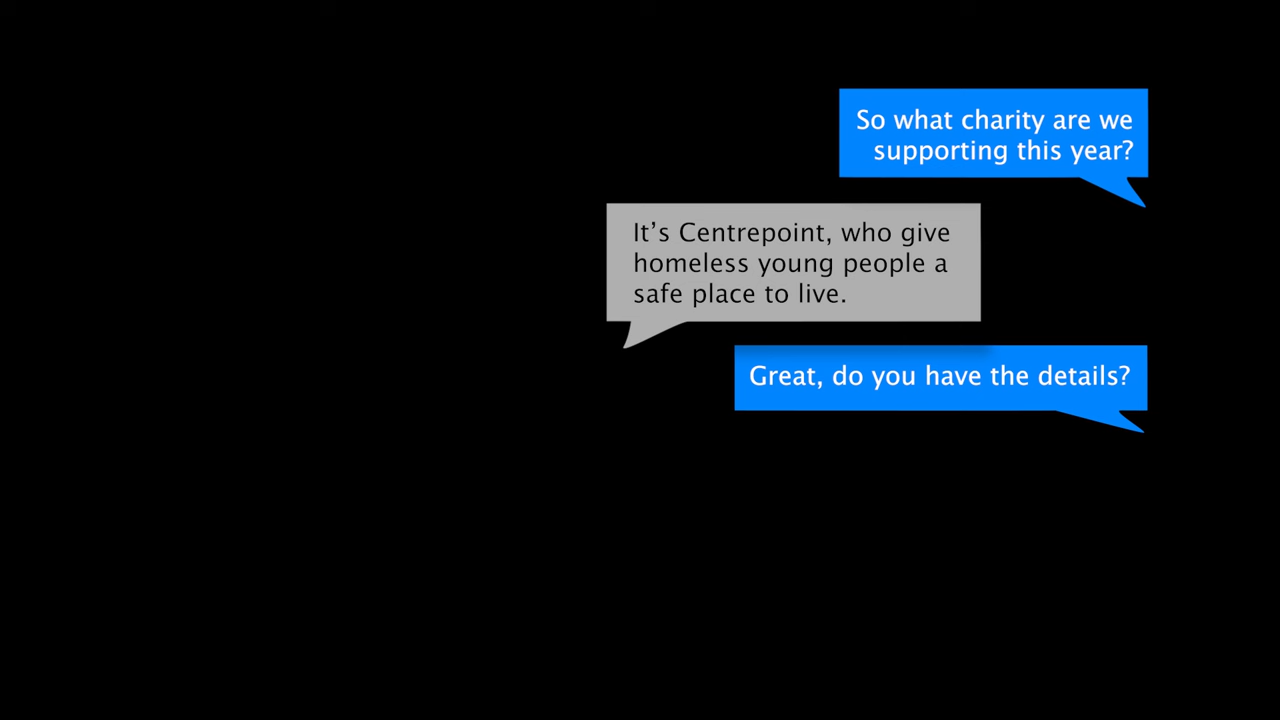 So what charity are we
supporting this year?
It’s Centrepoint, who give
homeless young people a
safe place to live.
Great, do you have the details?